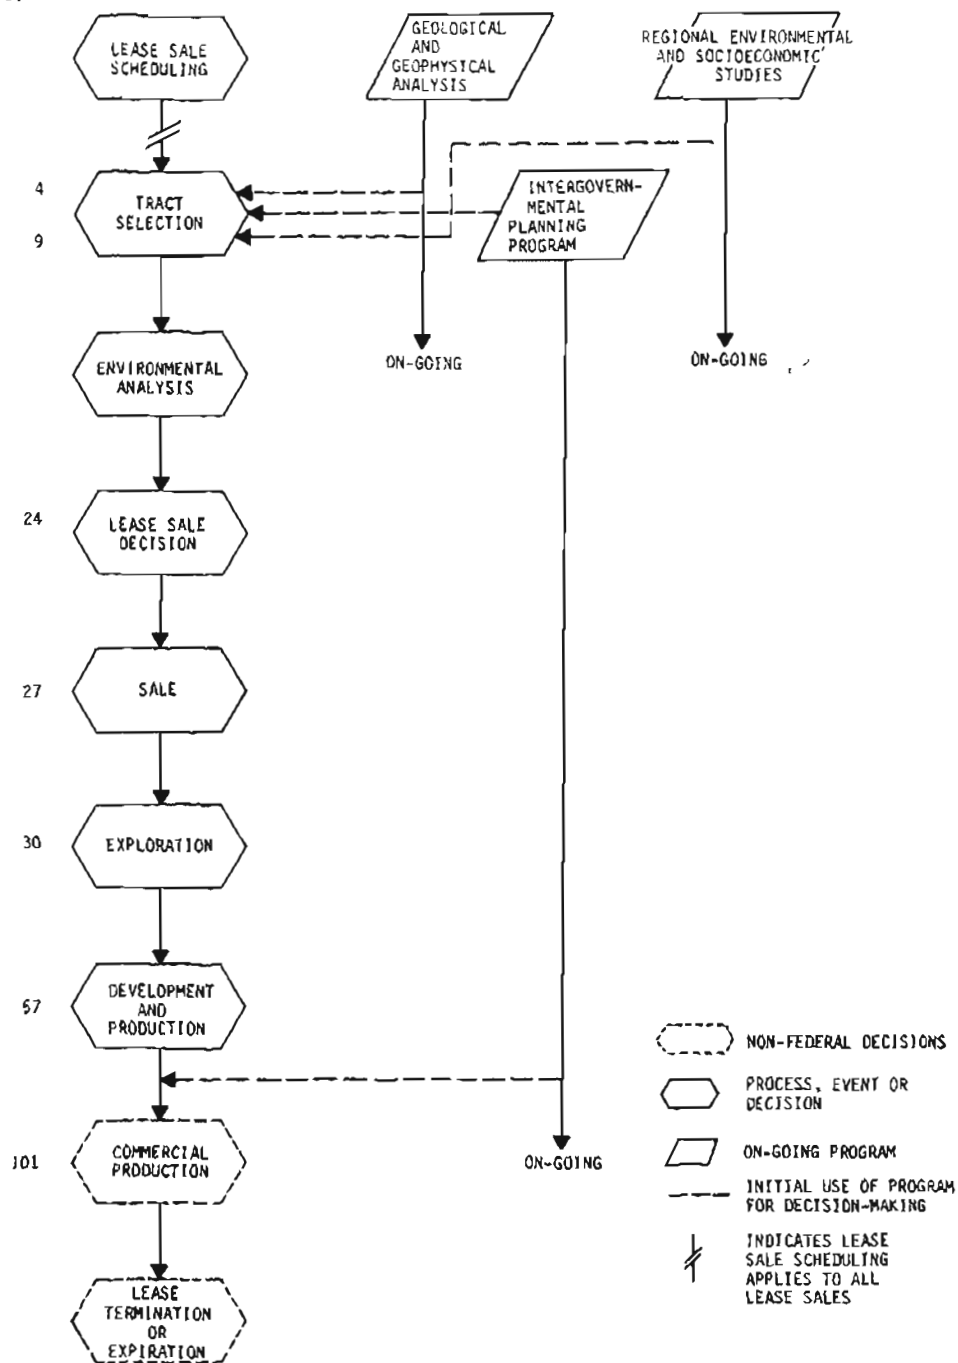 LEASE SALE
SCHEDULING
GEOLOGICAL
AND
GEOPHYSICAL
ANALYSIS
REGIONAL ENVIRONMENTAL
AND SOCIOECONOMIC
STUDIES
4
TRACT
SELECTION
9
INTERGOVERN-
MENTAL
PLANNING
PROGRAM
ON-GOING
ON-GOING
ENVIRONMENTAL
ANALYSIS
24
LEASE SALE
DECISION
27
SALE
30
EXPLORATION
57
DEVELOPMENT
AND
PRODUCTION
101
COMMERCIAL
PRODUCTION
ON-GOING
LEASE
TERMINATION
OR
EXPIRATION
NON-FEDERAL DECISIONS
PROCESS, EVENT OR
DECISION
ON-GOING PROGRAM
INITIAL USE OF PROGRAM
FOR DECISION-MAKING
INDICATES LEASE
SALE SCHEDULING
APPLIES TO ALL
LEASE SALES